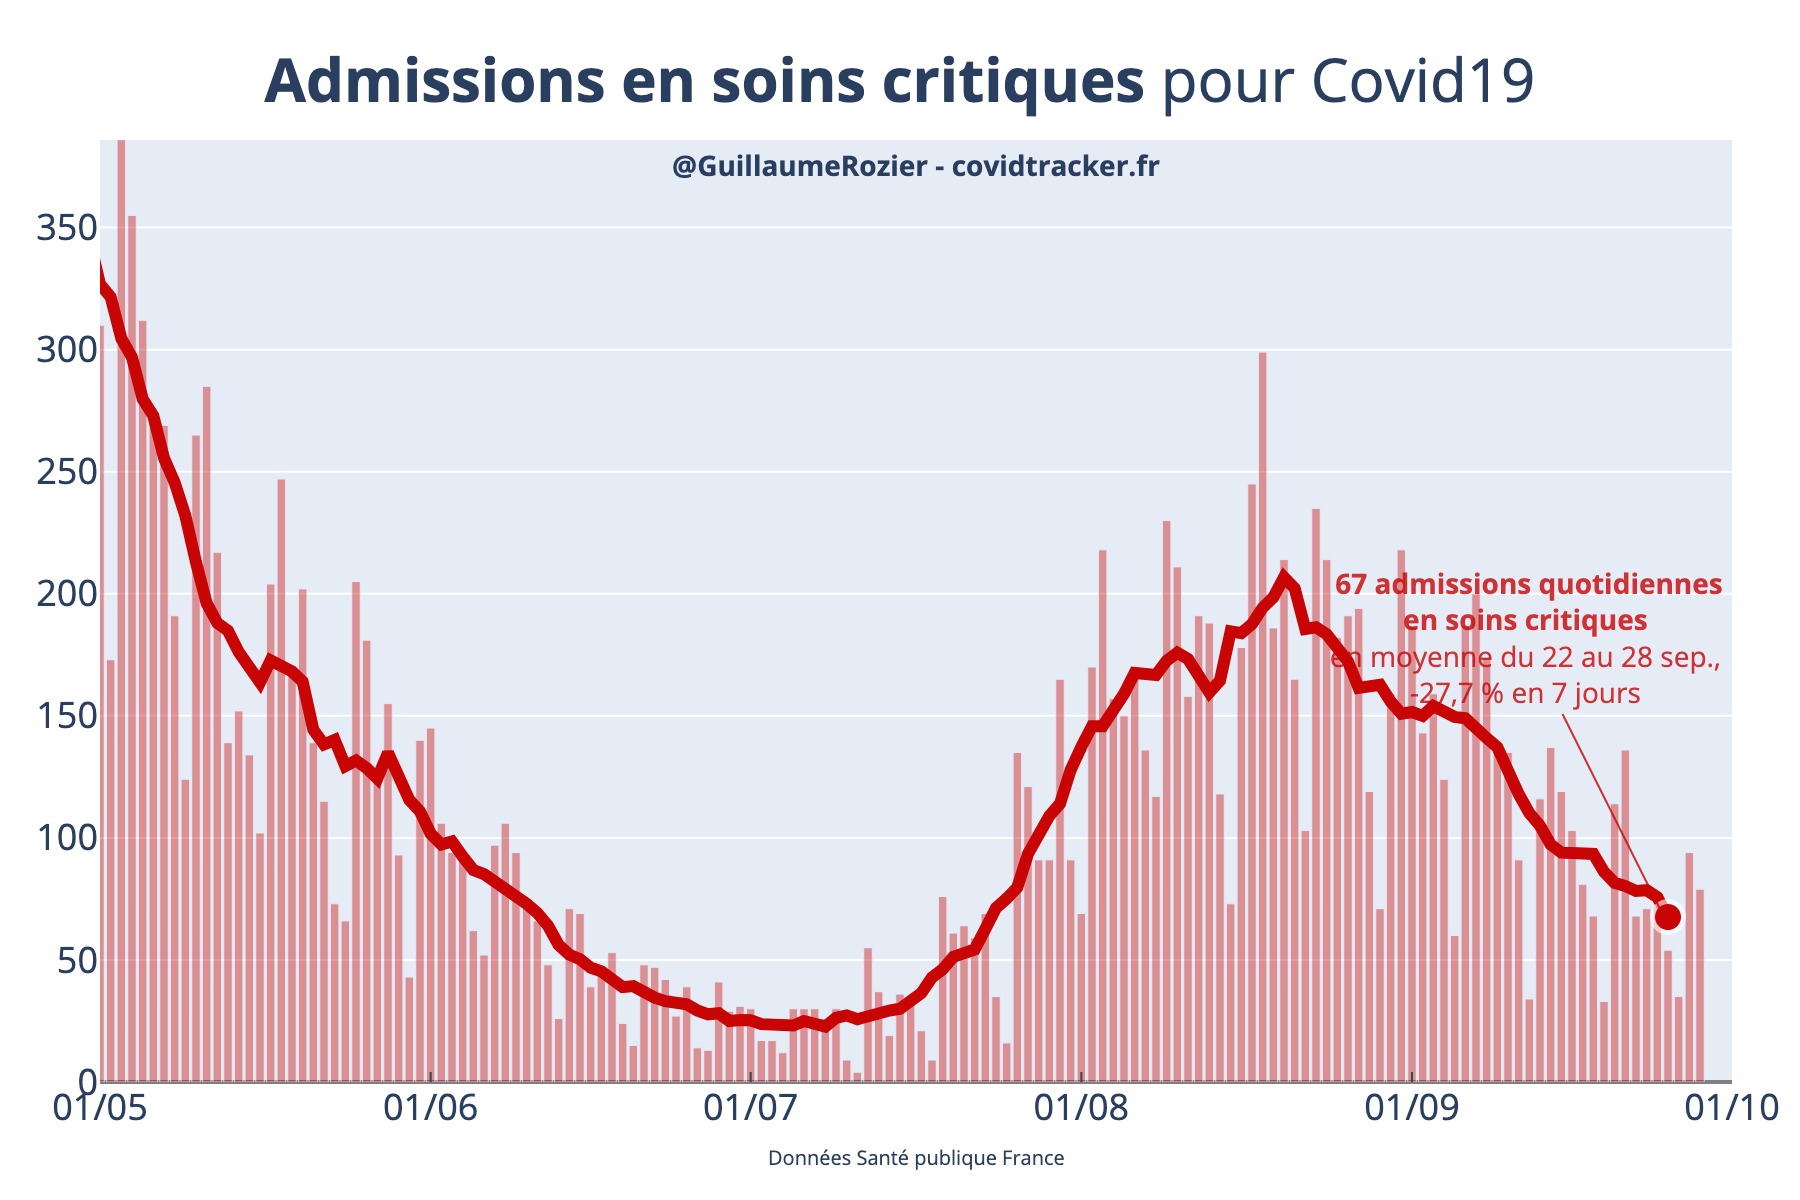 Admissions en soins critiques pour Covid19
@GuillaumeRozier - covidtracker.fr
350
300
250
200
150
100
50
0
67 admissions quotidiennes
en soins critiques
en moyenne du 22 au 28 sep.,
-27,7 % en 7 jours
01/05 01/06 01/07 01/08 01/09 01/10
Données Santé publique France